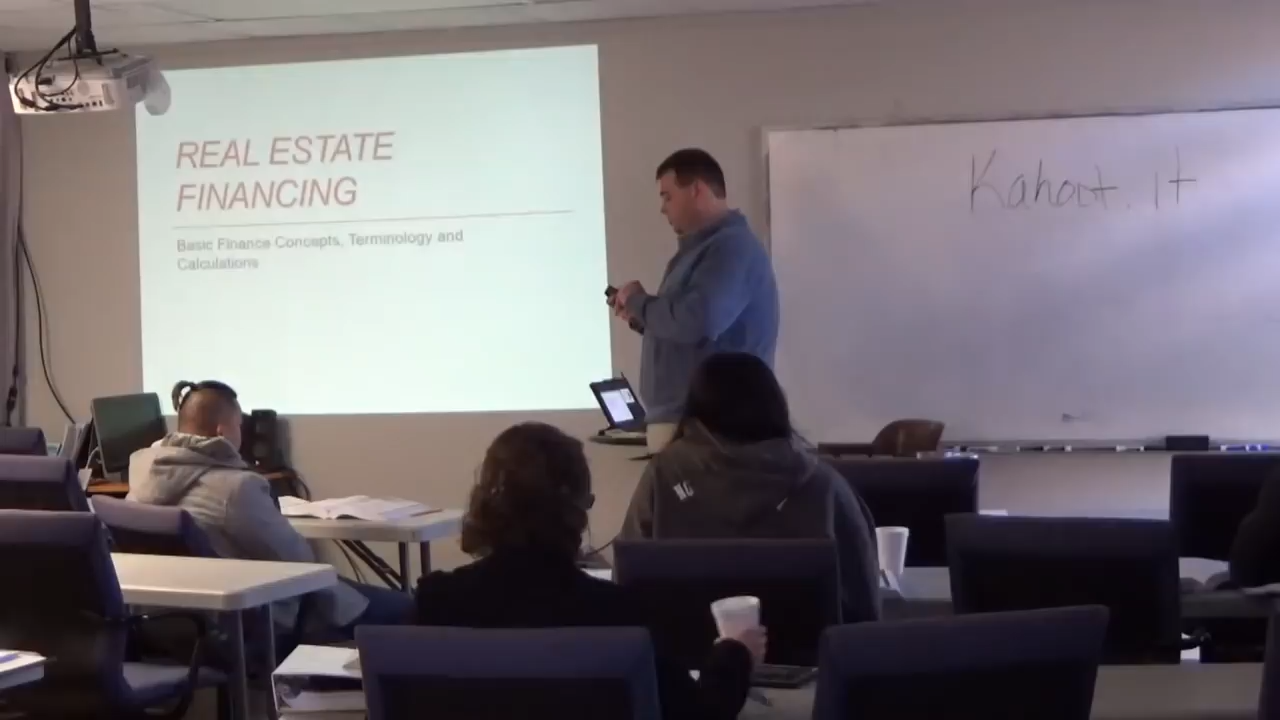 REAL ESTATE
FINANCING
Basic Finance Concepts, Terminology and
Calculations
Kahoot. it